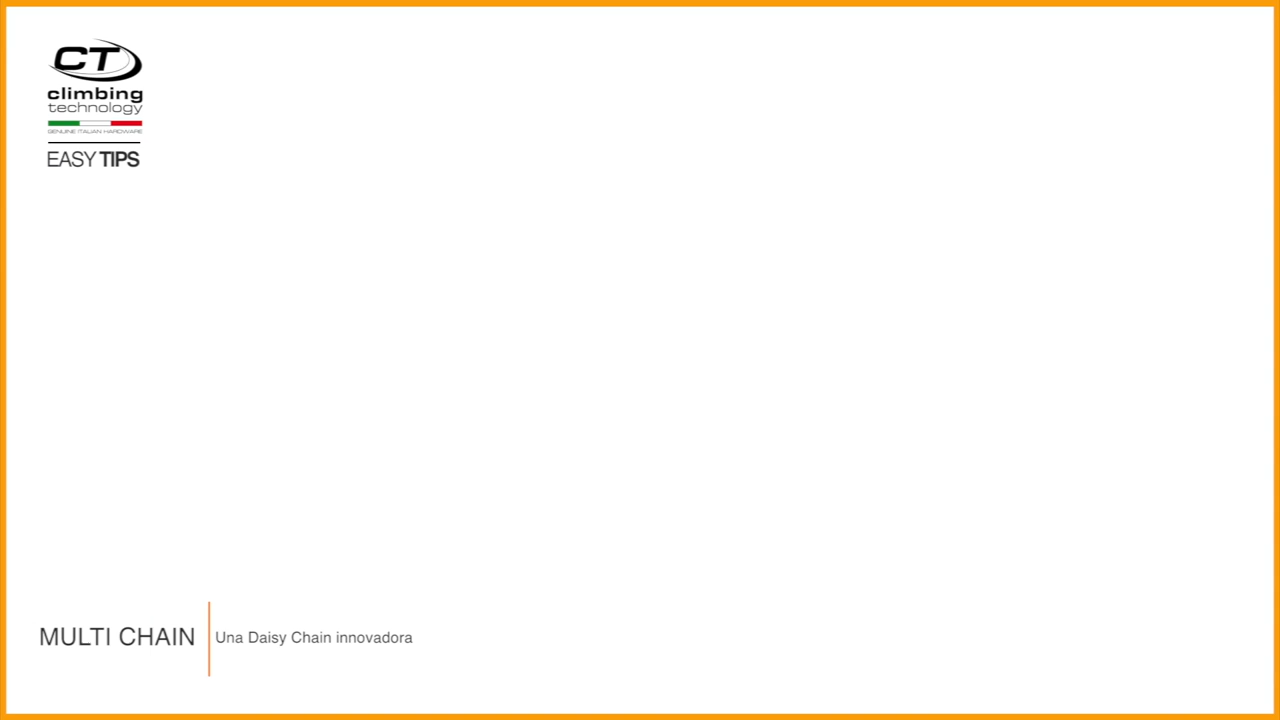 CT
climbing
technology
GENUINE ITALIAN HARDWARE
EASY TIPS
MULTI CHAIN
Una Daisy Chain innovadora